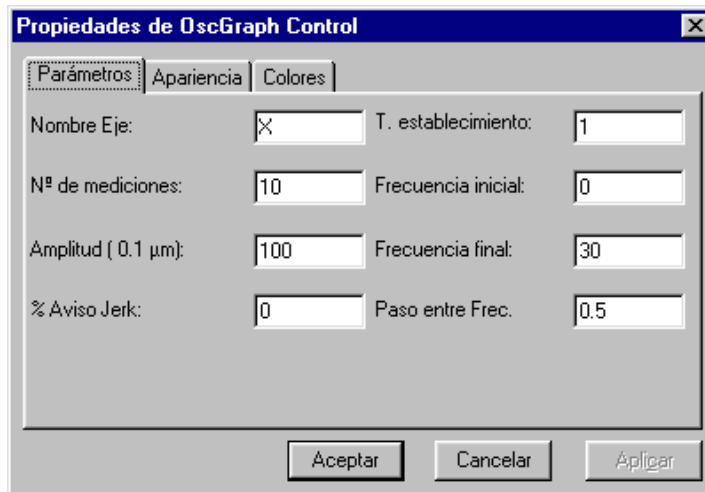 Propiedades de OscGraph Control
Parámetros Apariencia Colores
Nombre Eje: X T. establecimiento: 1
Nº de mediciones: 10 Frecuencia inicial: 0
Amplitud ( 0.1 µm): 100 Frecuencia final: 30
% Aviso Jerk: 0 Paso entre Frec. 0.5
Aceptar Cancelar Aplicar